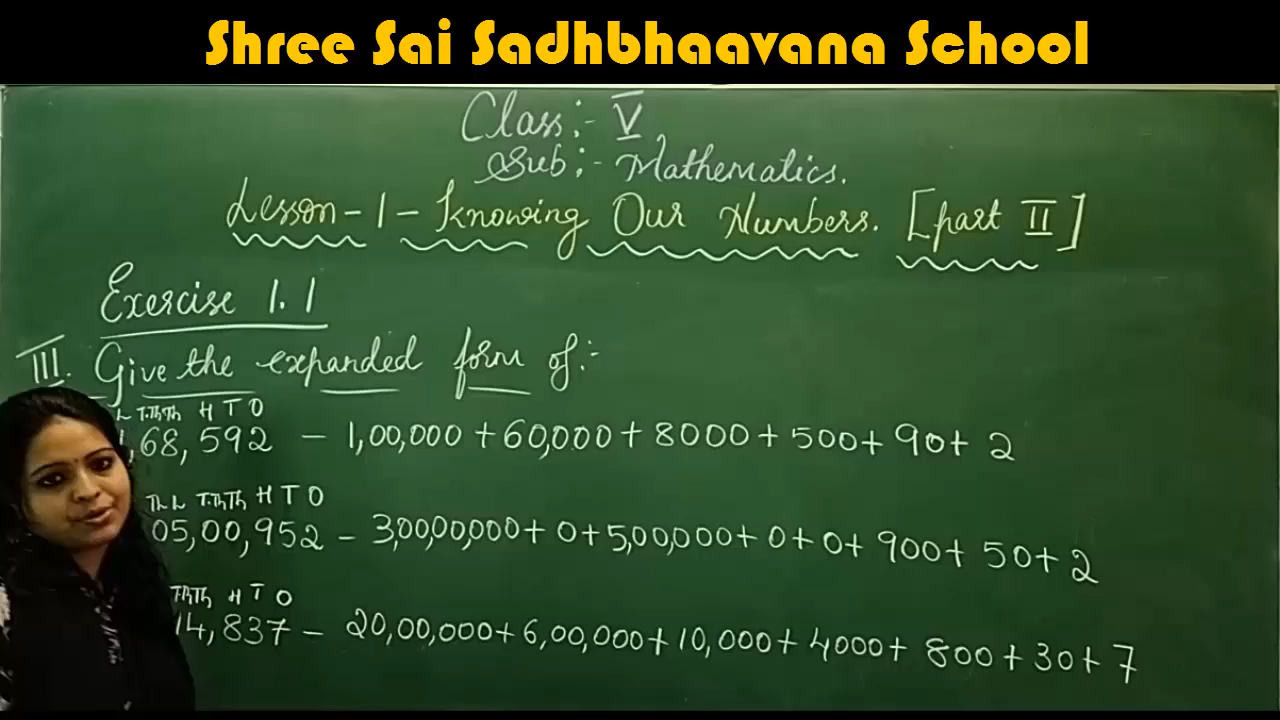 Shree Sai Sadhbhaavana School
Class:- V.
Sub:- Mathematics.
Lesson-1-Knowing Our Numbers. [part II]
Exercise 1.1
III. Give the expanded form of:-
L T.Th Th H T O
,68,592 - 1,00,000+60,000+8000+500+90+2
T.L L T.Th Th H T O
05,00,952 - 3,00,00,000+0+5,00,000+0+0+900+50+2
T.Th Th H T O
14,837 - 20,00,000+6,00,000+10,000+4000+800+30+7